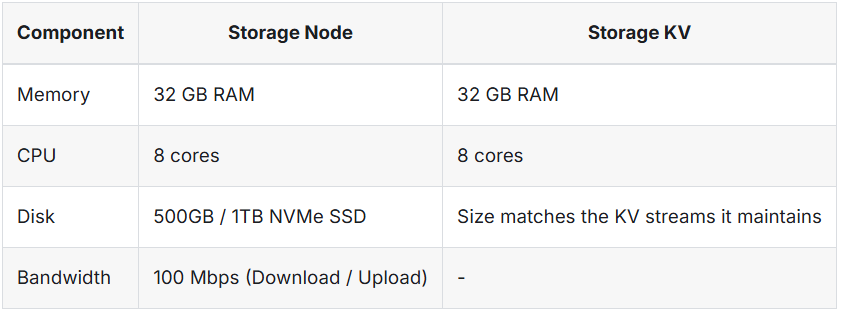 Component Storage Node Storage KV
Memory 32 GB RAM 32 GB RAM
CPU 8 cores 8 cores
Disk 500GB / 1TB NVMe SSD Size matches the KV streams it maintains
Bandwidth 100 Mbps (Download / Upload) -